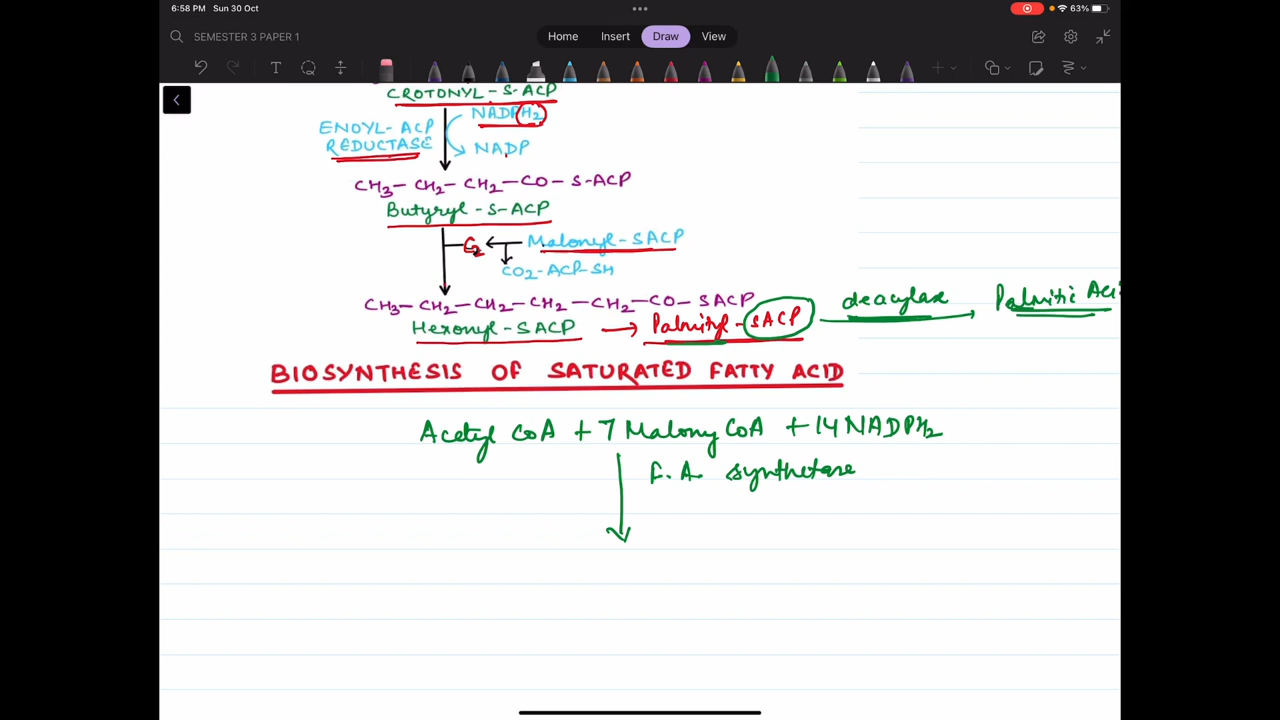 6:58 PM Sun 30 Oct
63%
SEMESTER 3 PAPER 1
Home Insert Draw View
CROTONYL-S-ACP
NADPH2
ENOYL-ACP
REDUCTASE
NADP
CH3-CH2-CH2-CO-S-ACP
Butyryl-S-ACP
C2 Malonyl-SACP
CO2-ACP-SH
CH3-CH2-CH2-CH2-CH2-CO-SACP
Hexonyl-SACP → Palmityl-SACP deacylase Palmitic Aci
BIOSYNTHESIS OF SATURATED FATTY ACID
Acetyl CoA + 7 Malony CoA + 14 NADPH2
F.A. synthetase